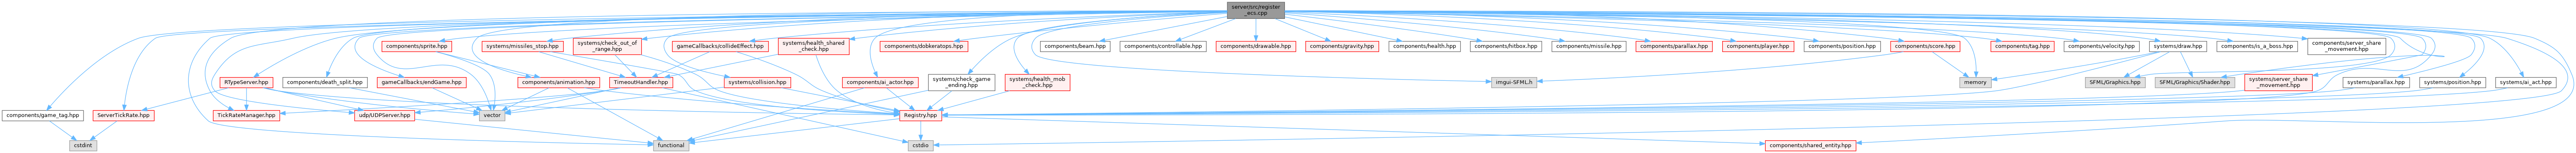 server/src/register
_ecs.cpp
components/sprite.hpp
systems/missiles_stop.hpp
systems/check_out_of
_range.hpp
gameCallbacks/collideEffect.hpp
systems/health_shared
_check.hpp
components/dobkeratops.hpp
components/beam.hpp
components/controllable.hpp
components/drawable.hpp
components/gravity.hpp
components/health.hpp
components/hitbox.hpp
components/missile.hpp
components/parallax.hpp
components/player.hpp
components/position.hpp
components/score.hpp
components/tag.hpp
components/velocity.hpp
systems/draw.hpp
components/is_a_boss.hpp
components/server_share
_movement.hpp
RTypeServer.hpp
components/death_split.hpp
gameCallbacks/endGame.hpp
components/animation.hpp
TimeoutHandler.hpp
systems/collision.hpp
components/ai_actor.hpp
systems/check_game
_ending.hpp
systems/health_mob
_check.hpp
imgui-SFML.h
memory
SFML/Graphics.hpp
SFML/Graphics/Shader.hpp
systems/server_share
_movement.hpp
systems/parallax.hpp
systems/position.hpp
systems/ai_act.hpp
components/game_tag.hpp
ServerTickRate.hpp
TickRateManager.hpp
udp/UDPServer.hpp
vector
Registry.hpp
cstdint
functional
cstdio
components/shared_entity.hpp